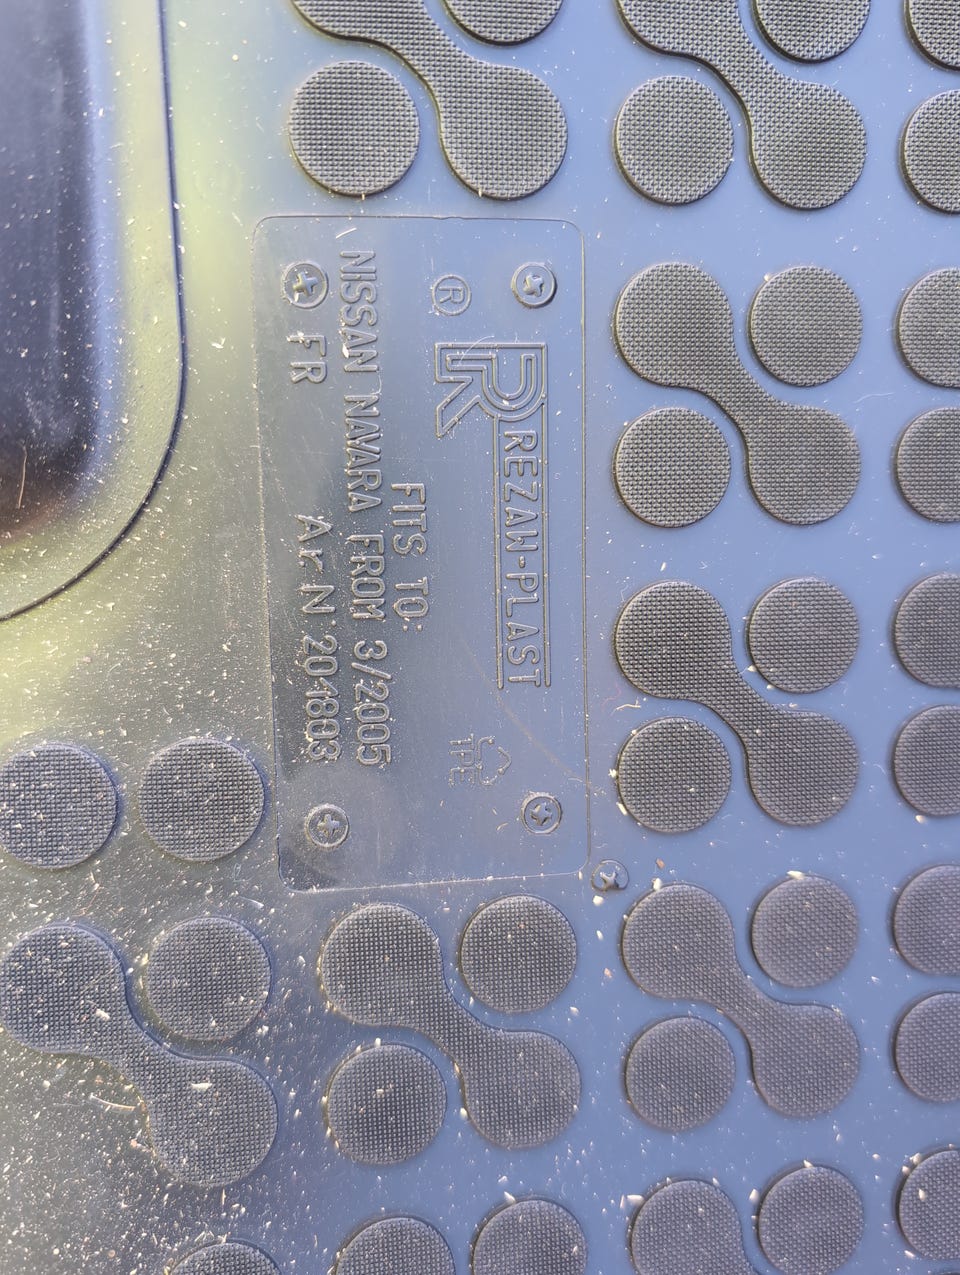 ®
R REZAW-PLAST
TPE
FITS TO:
NISSAN NAVARA FROM 3/2005
FR Ar. N 201803